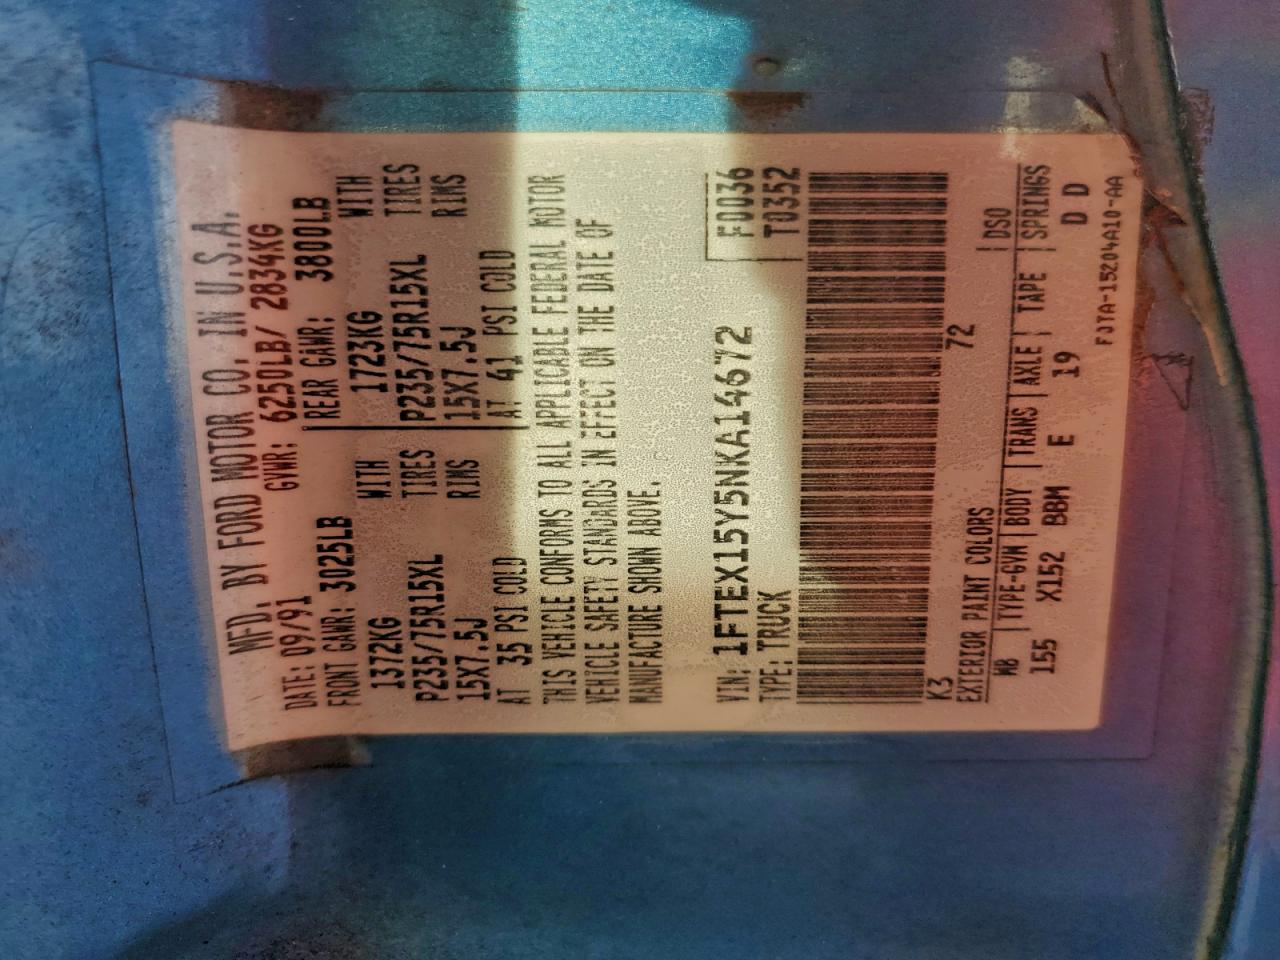 MFD. BY FORD MOTOR CO. IN U.S.A.
DATE: 09/91 GVWR: 6250LB/ 2834KG
FRONT GAWR: 3025LB REAR GAWR: 3800LB
1372KG WITH 1723KG WITH
P235/75R15XL TIRES P235/75R15XL TIRES
15X7.5J RIMS 15X7.5J RIMS
AT 35 PSI COLD AT 41 PSI COLD
THIS VEHICLE CONFORMS TO ALL APPLICABLE FEDERAL MOTOR
VEHICLE SAFETY STANDARDS IN EFFECT ON THE DATE OF
MANUFACTURE SHOWN ABOVE.
VIN: 1FTEX15Y5NKA14672 F0036
TYPE: TRUCK T0352
K3 72
EXTERIOR PAINT COLORS DSO
WB TYPE-GVW BODY TRANS AXLE TAPE SPRINGS
155 X152 BBM E 19 D D
FJTA-15204A10-AA